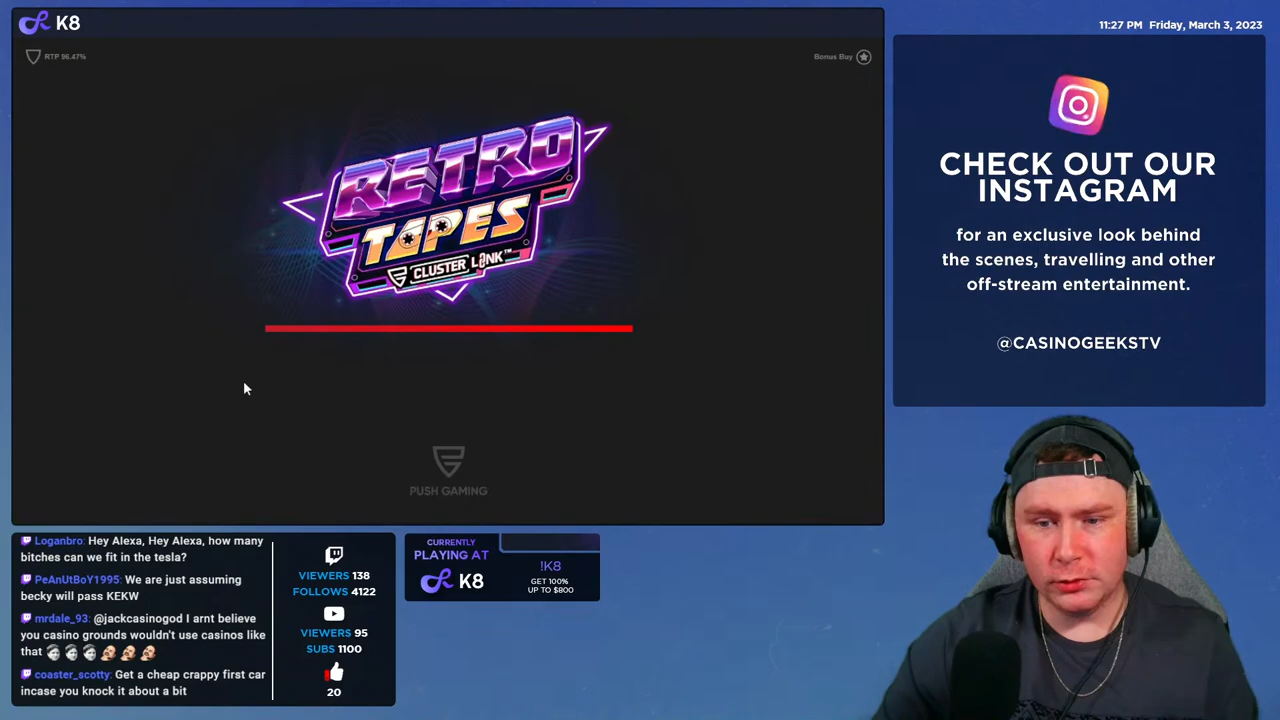 K8
11:27 PM Friday, March 3, 2023
RTP 96.47%
Bonus Buy
RETRO
TAPES
CLUSTER LINK™
PUSH GAMING
CHECK OUT OUR
INSTAGRAM
for an exclusive look behind
the scenes, travelling and other
off-stream entertainment.
@CASINOGEEKSTV
Loganbro: Hey Alexa, Hey Alexa, how many
bitches can we fit in the tesla?
PeAnUtBoY1995: We are just assuming
becky will pass KEKW
mrdale_93: @jackcasinogod I arnt believe
you casino grounds wouldn't use casinos like
that
coaster_scotty: Get a cheap crappy first car
incase you knock it about a bit
VIEWERS 138
FOLLOWS 4122
VIEWERS 95
SUBS 1100
20
CURRENTLY
PLAYING AT
K8
!K8
GET 100%
UP TO $800